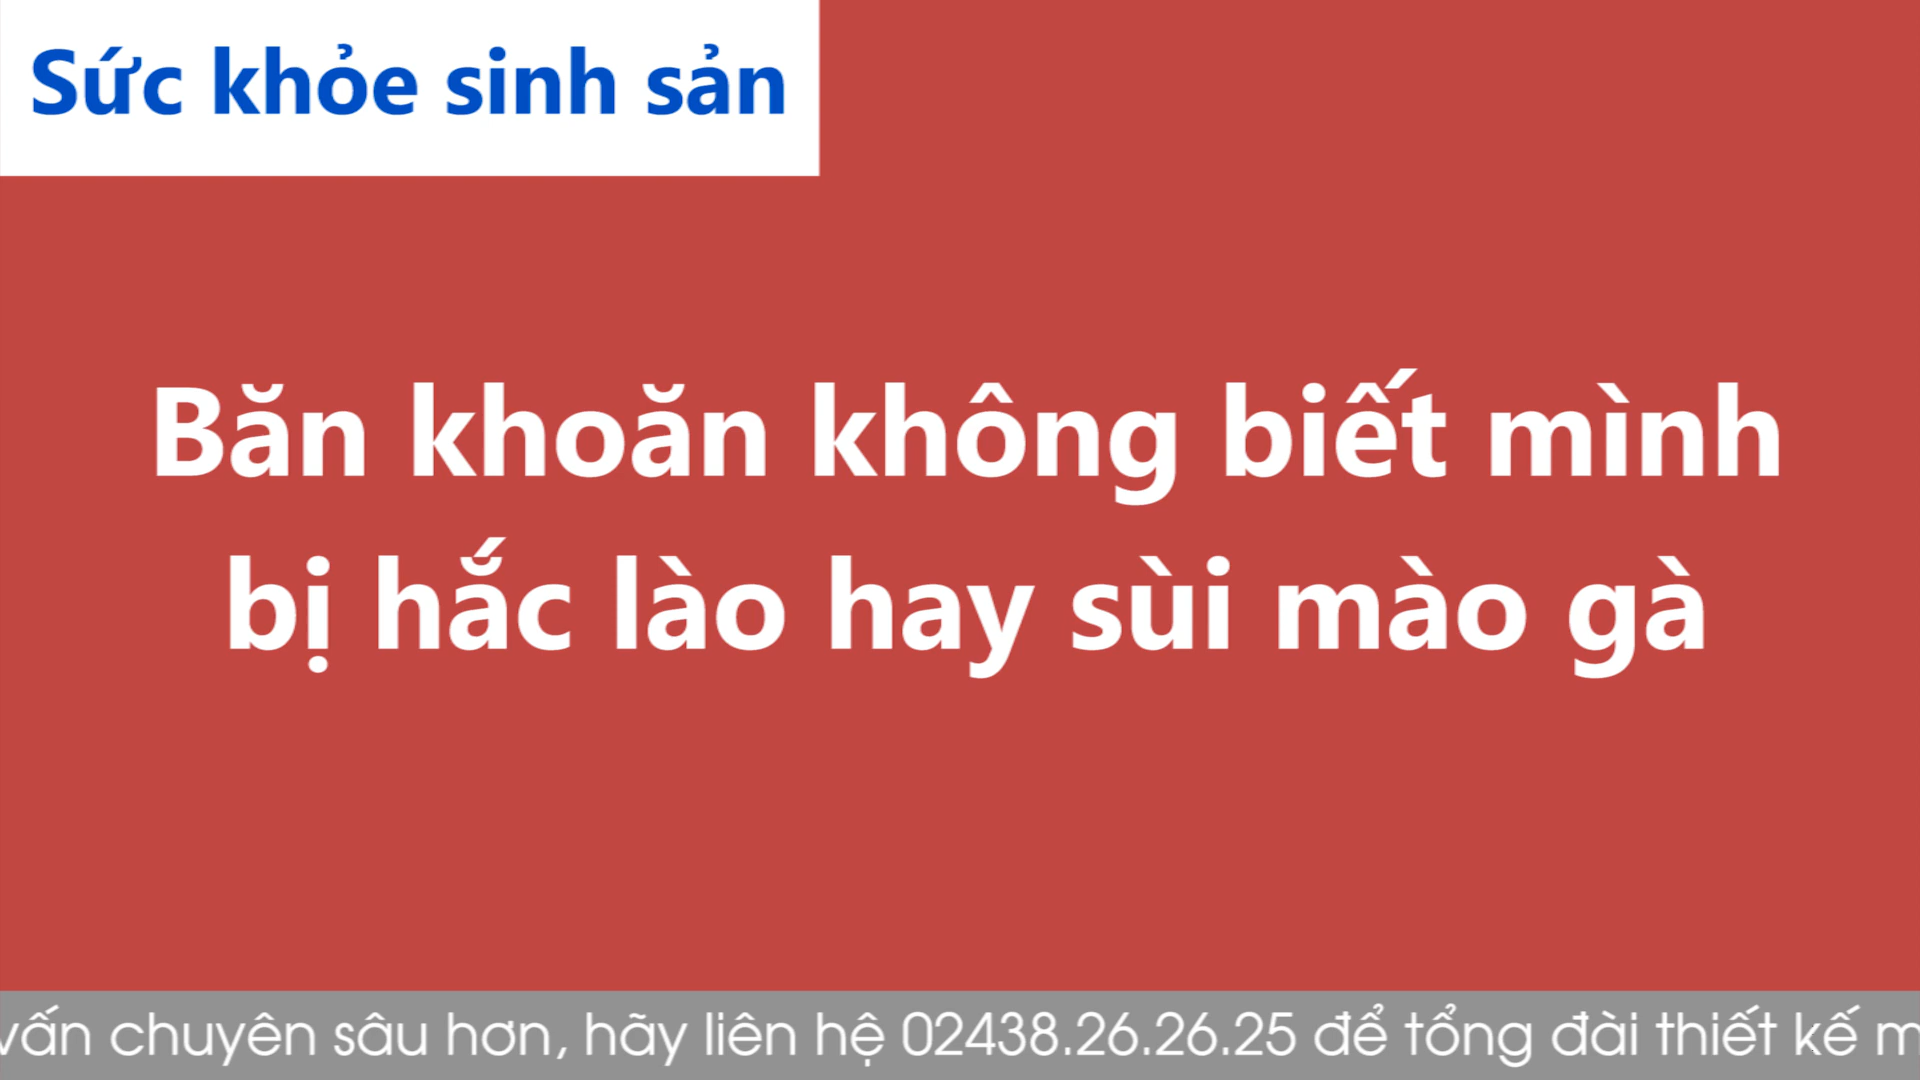 Sức khỏe sinh sản
Băn khoăn không biết mình
bị hắc lào hay sùi mào gà
vấn chuyên sâu hơn, hãy liên hệ 02438.26.26.25 để tổng đài thiết kế